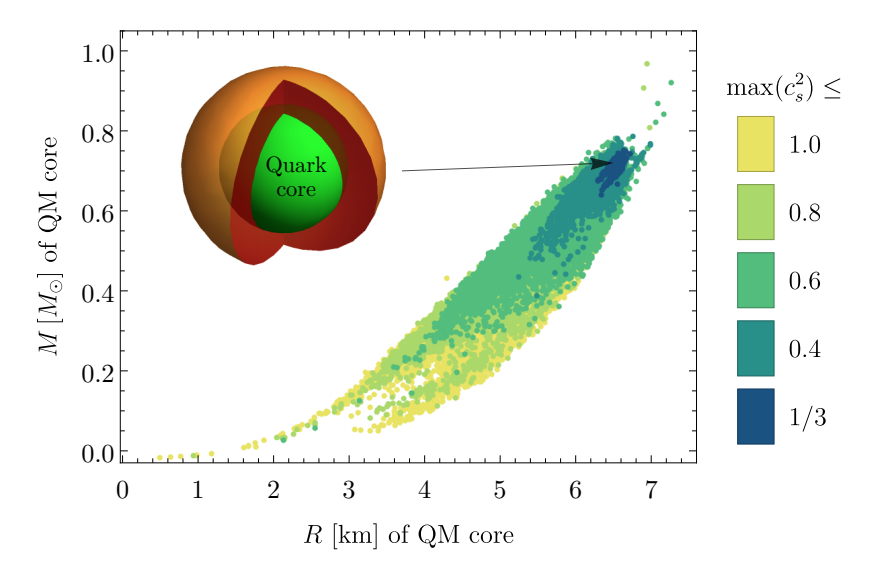 max(c_s^2) ≤
1.0
0.8
0.6
0.4
1/3
Quark
core
M [M⊙] of QM core
1.0
0.8
0.6
0.4
0.2
0.0
0 1 2 3 4 5 6 7
R [km] of QM core